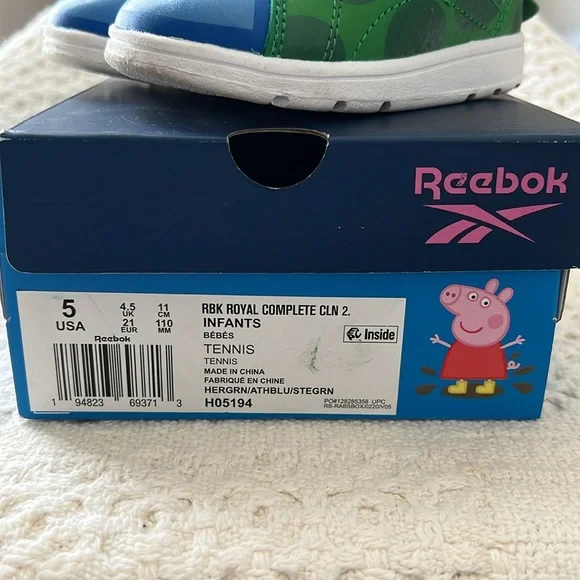 Reebok
5
USA
4.5
UK
21
EUR
11
CM
110
MM
Reebok
1 94823 69371 3
RBK ROYAL COMPLETE CLN 2.
INFANTS
BÉBÉS
TENNIS
TENNIS
MADE IN CHINA
FABRIQUÉ EN CHINE
HERGRN/ATHBLU/STEGRN
H05194
Inside
PO#128285358 UPC
RS-RABSBOX/0220/V05